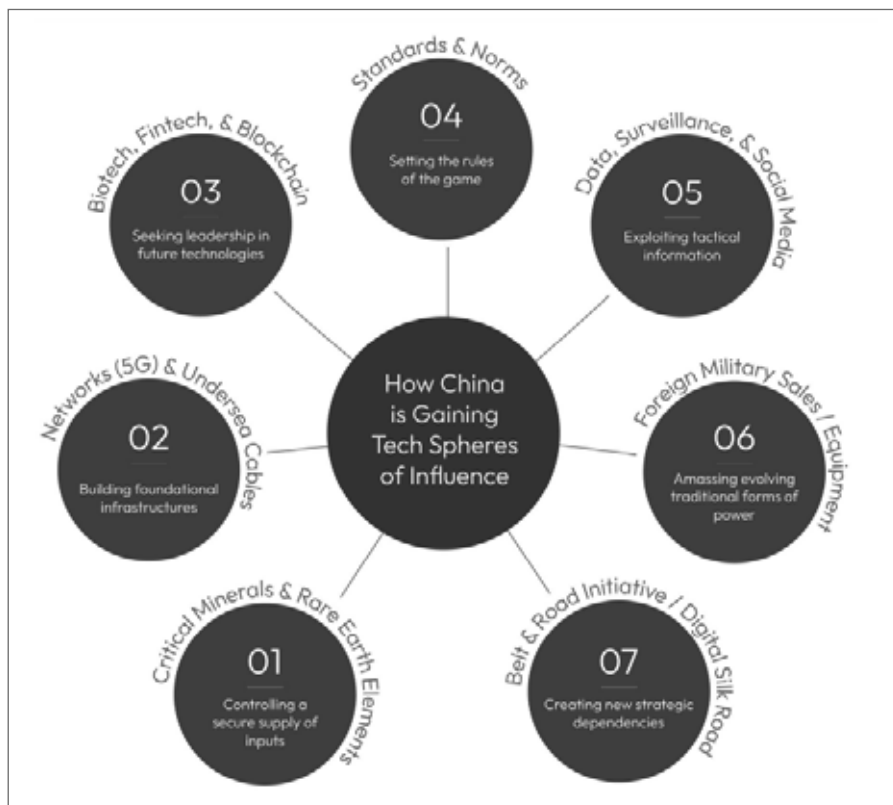 How China
is Gaining
Tech Spheres
of Influence
Critical Minerals & Rare Earth Elements
01
Controlling a
secure supply of
inputs
Networks (5G) & Undersea Cables
02
Building foundational
infrastructures
Biotech, Fintech, & Blockchain
03
Seeking leadership in
future technologies
Standards & Norms
04
Setting the rules
of the game
Data, Surveillance, & Social Media
05
Exploiting tactical
information
Foreign Military Sales / Equipment
06
Amassing evolving
traditional forms of
power
Belt & Road Initiative / Digital Silk Road
07
Creating new strategic
dependencies